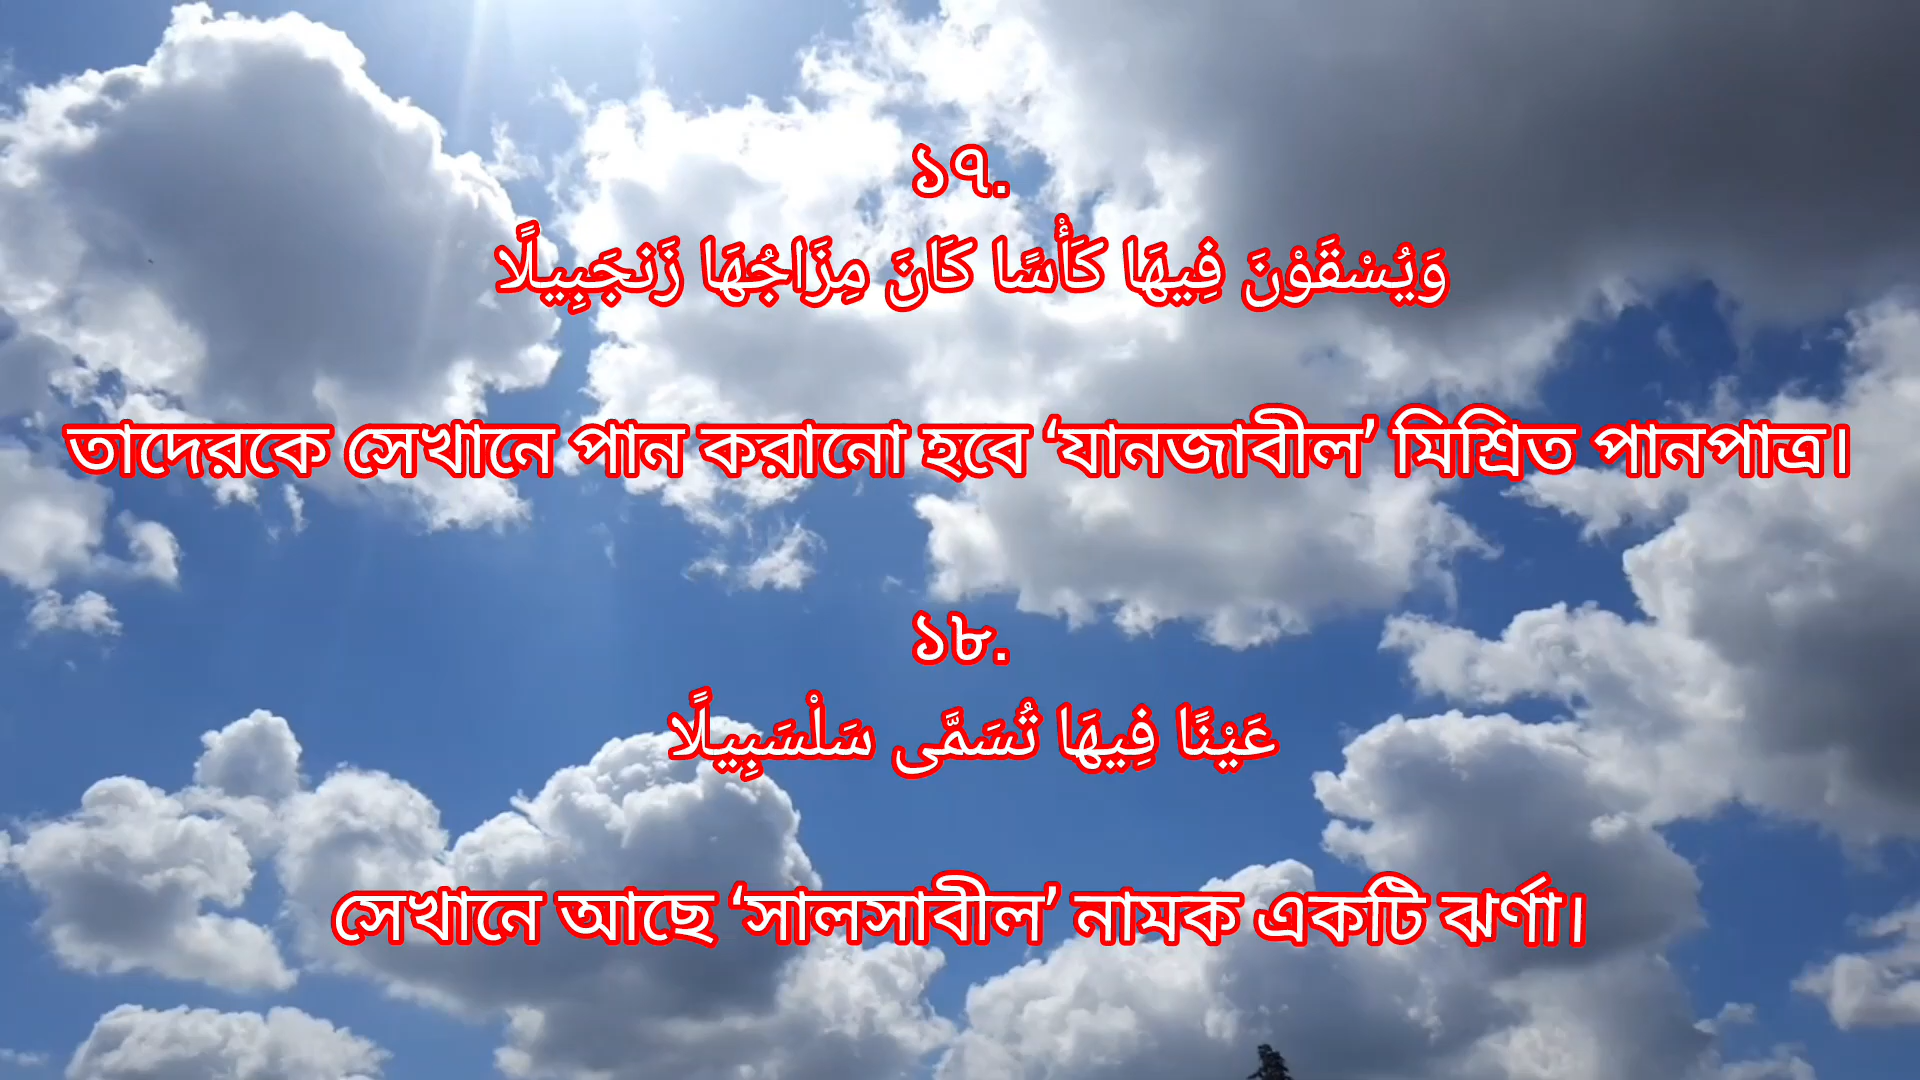 ১৭.
وَيُسْقَوْنَ فِيهَا كَأْسًا كَانَ مِزَاجُهَا زَنجَبِيلًا
তাদেরকে সেখানে পান করানো হবে ‘যানজাবীল’ মিশ্রিত পানপাত্র।
১৮.
عَيْنًا فِيهَا تُسَمَّى سَلْسَبِيلًا
সেখানে আছে ‘সালসাবীল’ নামক একটি ঝর্ণা।